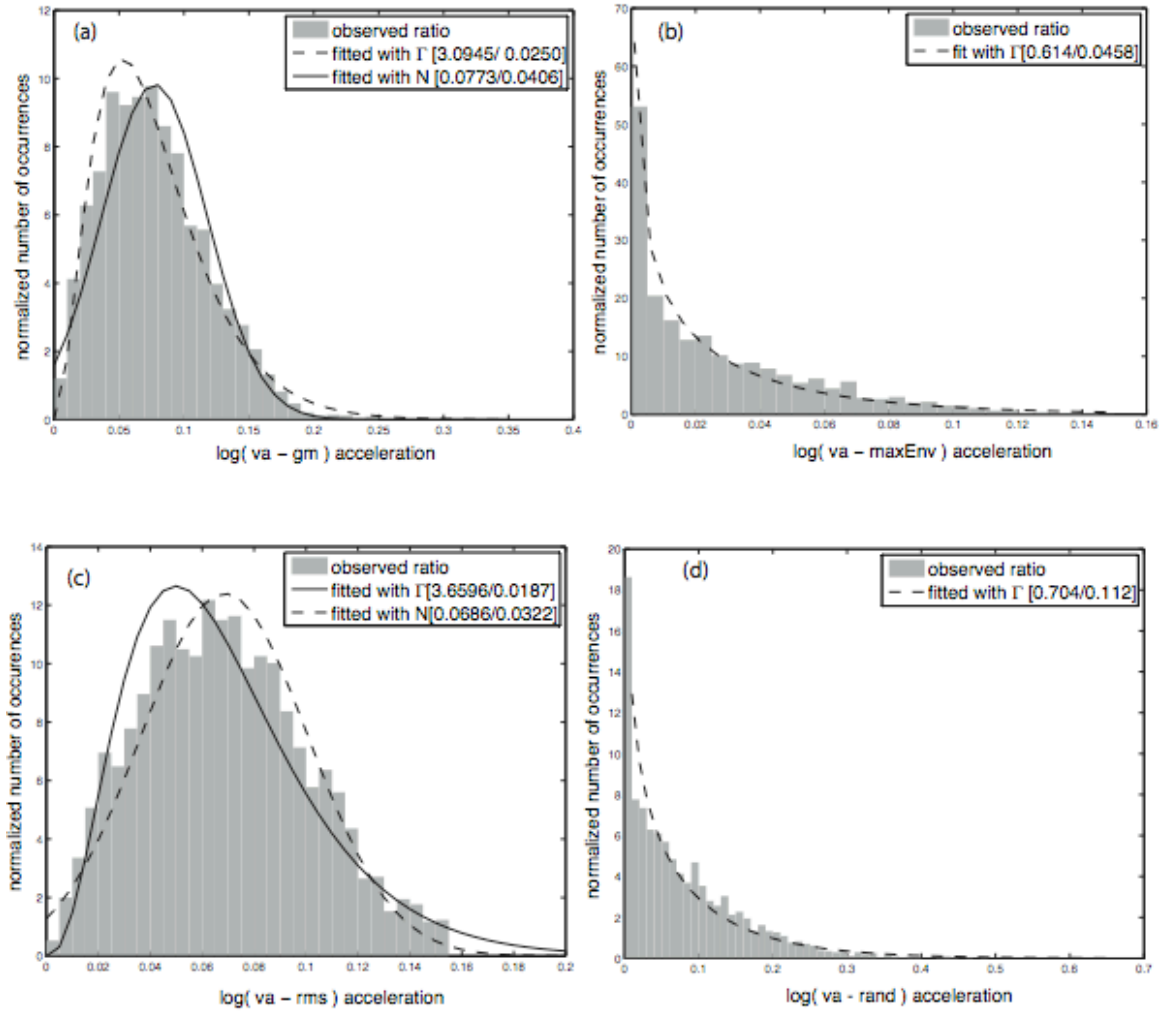 (a)
observed ratio
fitted with Γ [3.0945/ 0.0250]
fitted with N [0.0773/0.0406]
normalized number of occurrences
12
10
8
6
4
2
0
0 0.05 0.1 0.15 0.2 0.25 0.3 0.35 0.4
log( va − gm ) acceleration
(b)
observed ratio
fit with Γ[0.614/0.0458]
normalized number of occurrences
70
60
50
40
30
20
10
0
0 0.02 0.04 0.06 0.08 0.1 0.12 0.14 0.16
log( va − maxEnv ) acceleration
(c)
observed ratio
fitted with Γ[3.6596/0.0187]
fitted with N[0.0686/0.0322]
normalized number of occurrences
14
12
10
8
6
4
2
0
0 0.02 0.04 0.06 0.08 0.1 0.12 0.14 0.16 0.18 0.2
log( va − rms ) acceleration
(d)
observed ratio
fitted with Γ [0.704/0.112]
normalized number of occurrences
20
18
16
14
12
10
8
6
4
2
0
0 0.1 0.2 0.3 0.4 0.5 0.6 0.7
log( va - rand ) acceleration